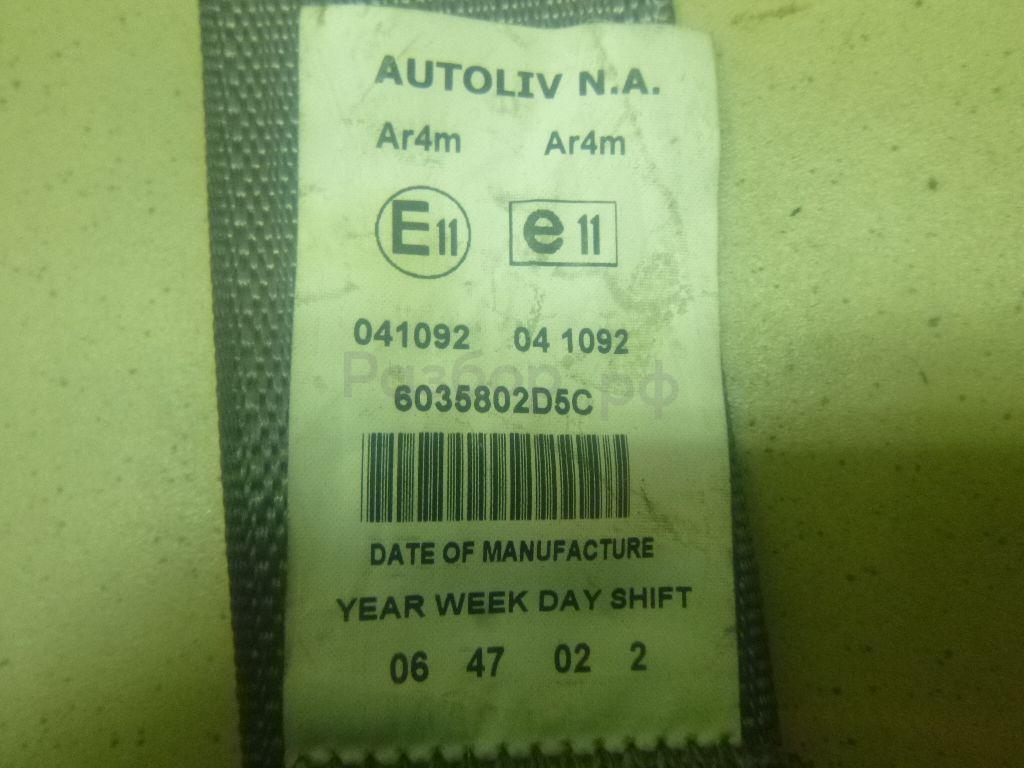 AUTOLIV N.A.
Ar4m Ar4m
E11 e11
041092 04 1092
Разбор.рф
6035802D5C
DATE OF MANUFACTURE
YEAR WEEK DAY SHIFT
06 47 02 2